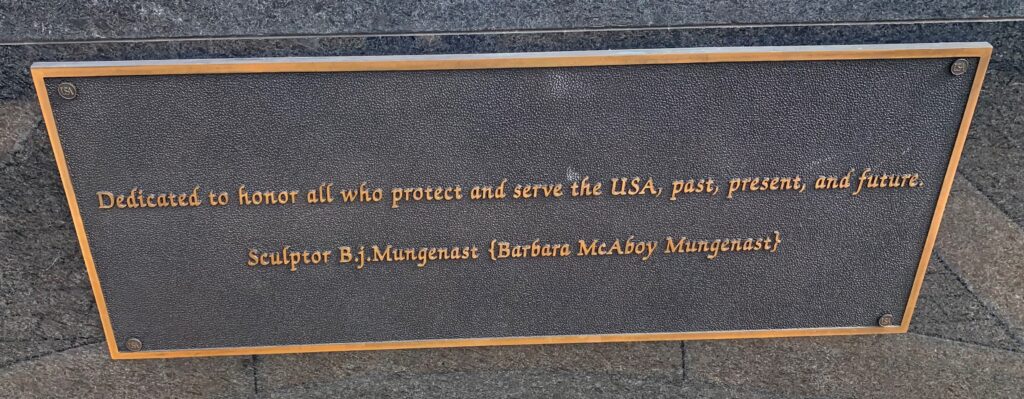 Dedicated to honor all who protect and serve the USA, past, present, and future.
Sculptor B.j.Mungenast {Barbara McAboy Mungenast}